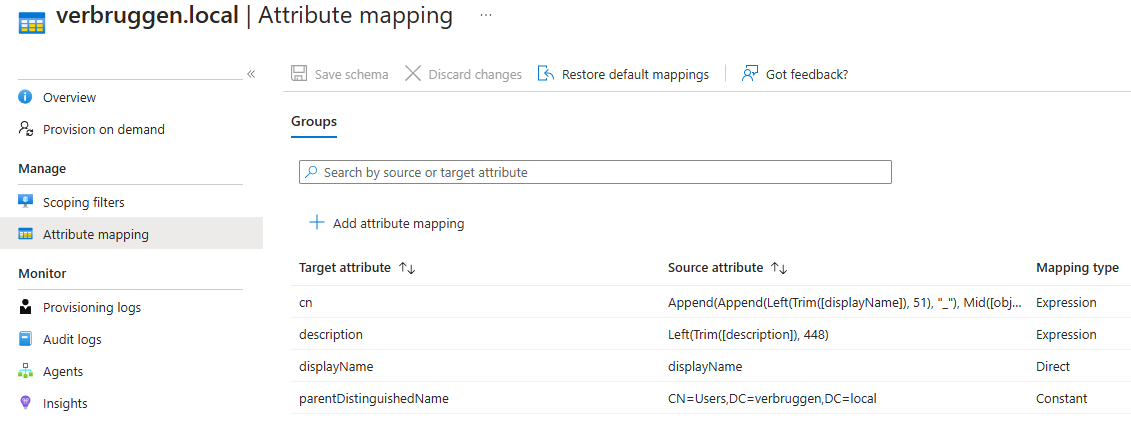 verbruggen.local | Attribute mapping ...
«
Save schema Discard changes Restore default mappings Got feedback?
Overview
Provision on demand
Manage
Scoping filters
Attribute mapping
Monitor
Provisioning logs
Audit logs
Agents
Insights
Groups
Search by source or target attribute
Add attribute mapping
Target attribute Source attribute Mapping type
cn Append(Append(Left(Trim([displayName]), 51), "_"), Mid([obj... Expression
description Left(Trim([description]), 448) Expression
displayName displayName Direct
parentDistinguishedName CN=Users,DC=verbruggen,DC=local Constant